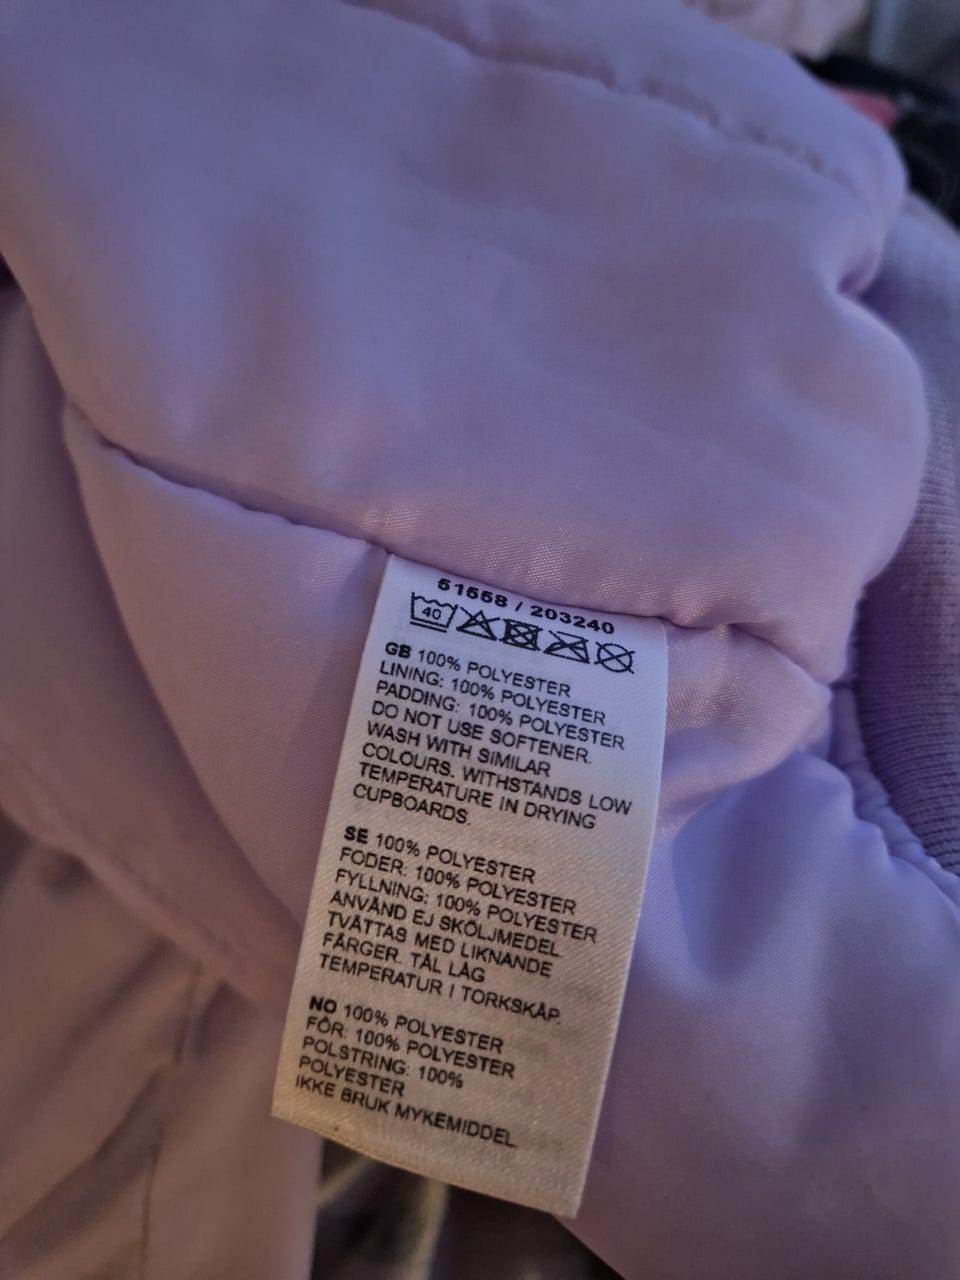 51558 / 203240
40
GB 100% POLYESTER
LINING: 100% POLYESTER
PADDING: 100% POLYESTER
DO NOT USE SOFTENER.
WASH WITH SIMILAR
COLOURS. WITHSTANDS LOW
TEMPERATURE IN DRYING
CUPBOARDS.
SE 100% POLYESTER
FODER: 100% POLYESTER
FYLLNING: 100% POLYESTER
ANVÄND EJ SKÖLJMEDEL.
TVÄTTAS MED LIKNANDE
FÄRGER. TÅL LÅG
TEMPERATUR I TORKSKÅP.
NO 100% POLYESTER
FÔR: 100% POLYESTER
POLSTRING: 100%
POLYESTER
IKKE BRUK MYKEMIDDEL.